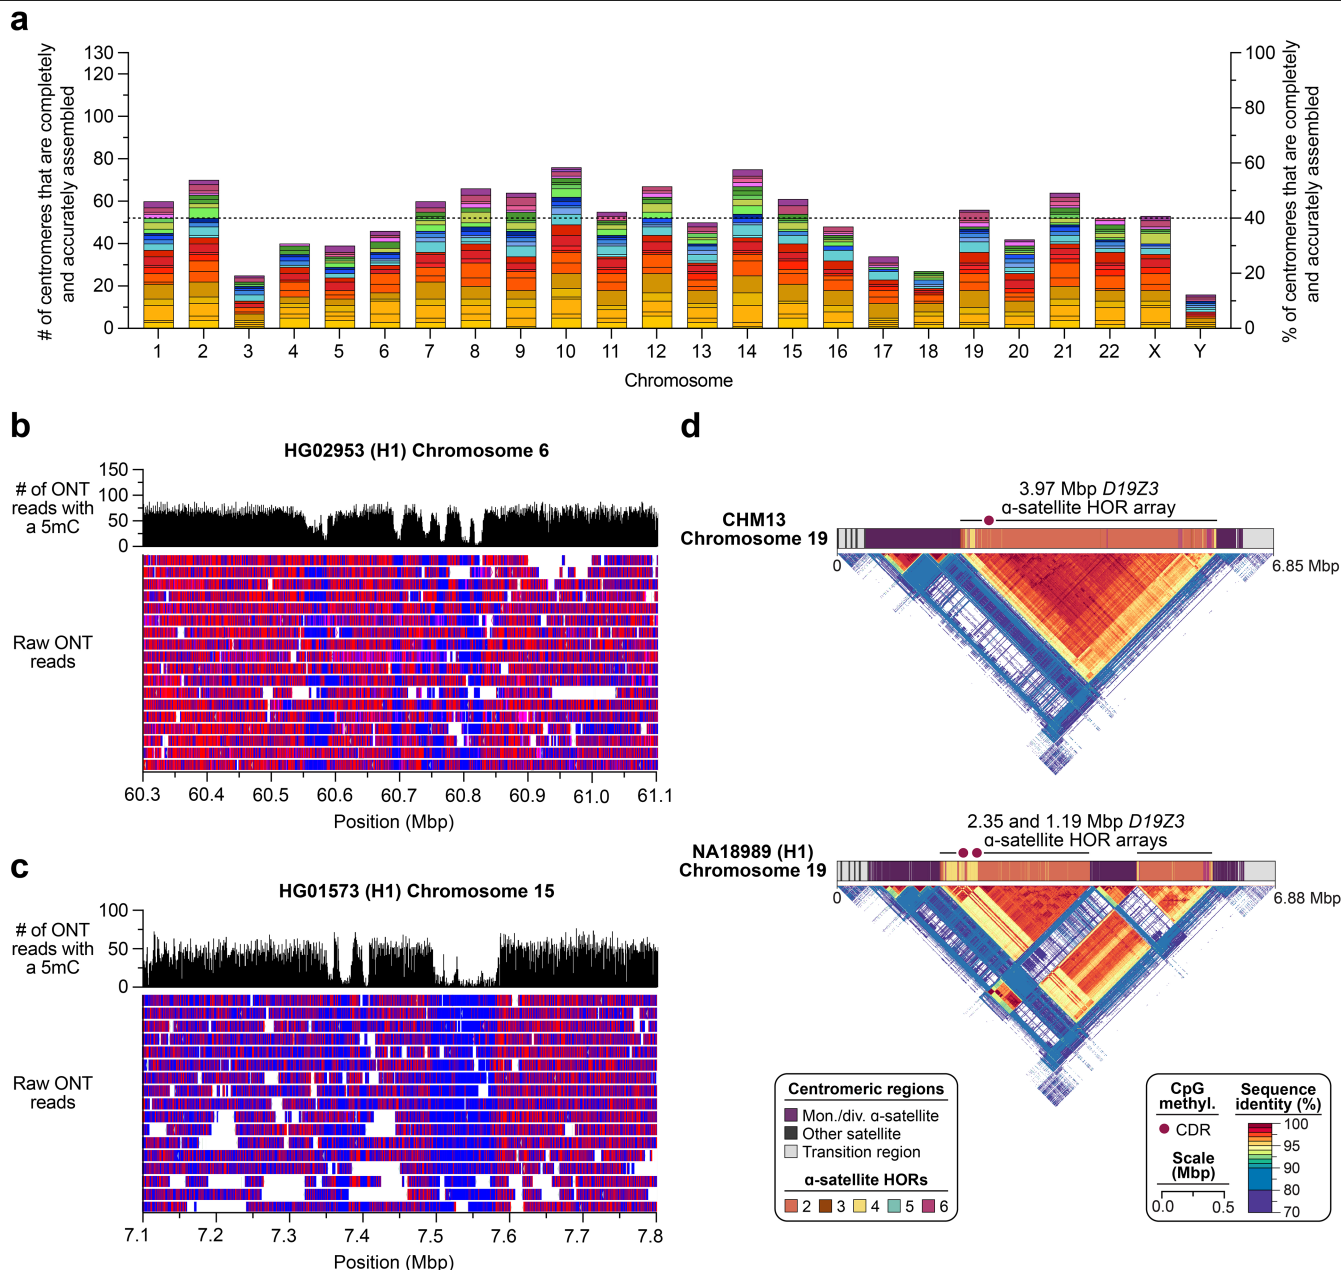 a
# of centromeres that are completely
and accurately assembled
130
120
100
80
60
40
20
0
100
80
60
40
20
0
% of centromeres that are completely
and accurately assembled
1 2 3 4 5 6 7 8 9 10 11 12 13 14 15 16 17 18 19 20 21 22 X Y
Chromosome
b
HG02953 (H1) Chromosome 6
# of ONT
reads with
a 5mC
150
100
50
0
Raw ONT
reads
60.3 60.4 60.5 60.6 60.7 60.8 60.9 61.0 61.1
Position (Mbp)
c
HG01573 (H1) Chromosome 15
# of ONT
reads with
a 5mC
100
50
0
Raw ONT
reads
7.1 7.2 7.3 7.4 7.5 7.6 7.7 7.8
Position (Mbp)
d
3.97 Mbp D19Z3
α-satellite HOR array
CHM13
Chromosome 19
0
6.85 Mbp
2.35 and 1.19 Mbp D19Z3
α-satellite HOR arrays
NA18989 (H1)
Chromosome 19
0
6.88 Mbp
Centromeric regions
Mon./div. α-satellite
Other satellite
Transition region
α-satellite HORs
2 3 4 5 6
CpG
methyl.
CDR
Scale
(Mbp)
0.0 0.5
Sequence
identity (%)
100
95
90
80
70